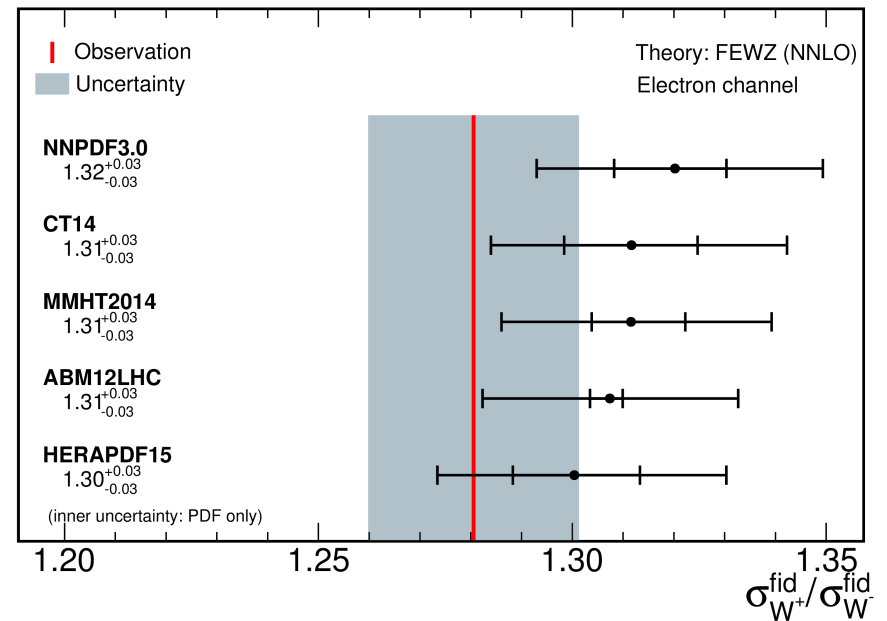 Observation
Uncertainty
Theory: FEWZ (NNLO)
Electron channel
NNPDF3.0
1.32+0.03-0.03
CT14
1.31+0.03-0.03
MMHT2014
1.31+0.03-0.03
ABM12LHC
1.31+0.03-0.03
HERAPDF15
1.30+0.03-0.03
(inner uncertainty: PDF only)
1.20 1.25 1.30 1.35
σ^fid_W+/σ^fid_W-